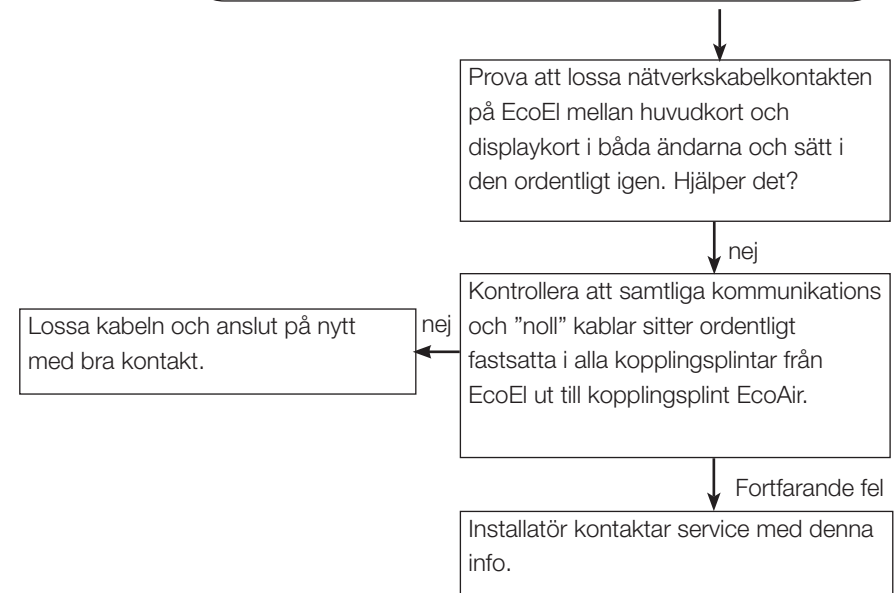 Prova att lossa nätverkskabelkontakten
på EcoEl mellan huvudkort och
displaykort i båda ändarna och sätt i
den ordentligt igen. Hjälper det?
nej
Kontrollera att samtliga kommunikations
och ”noll” kablar sitter ordentligt
fastsatta i alla kopplingsplintar från
EcoEl ut till kopplingsplint EcoAir.
nej
Lossa kabeln och anslut på nytt
med bra kontakt.
Fortfarande fel
Installatör kontaktar service med denna
info.